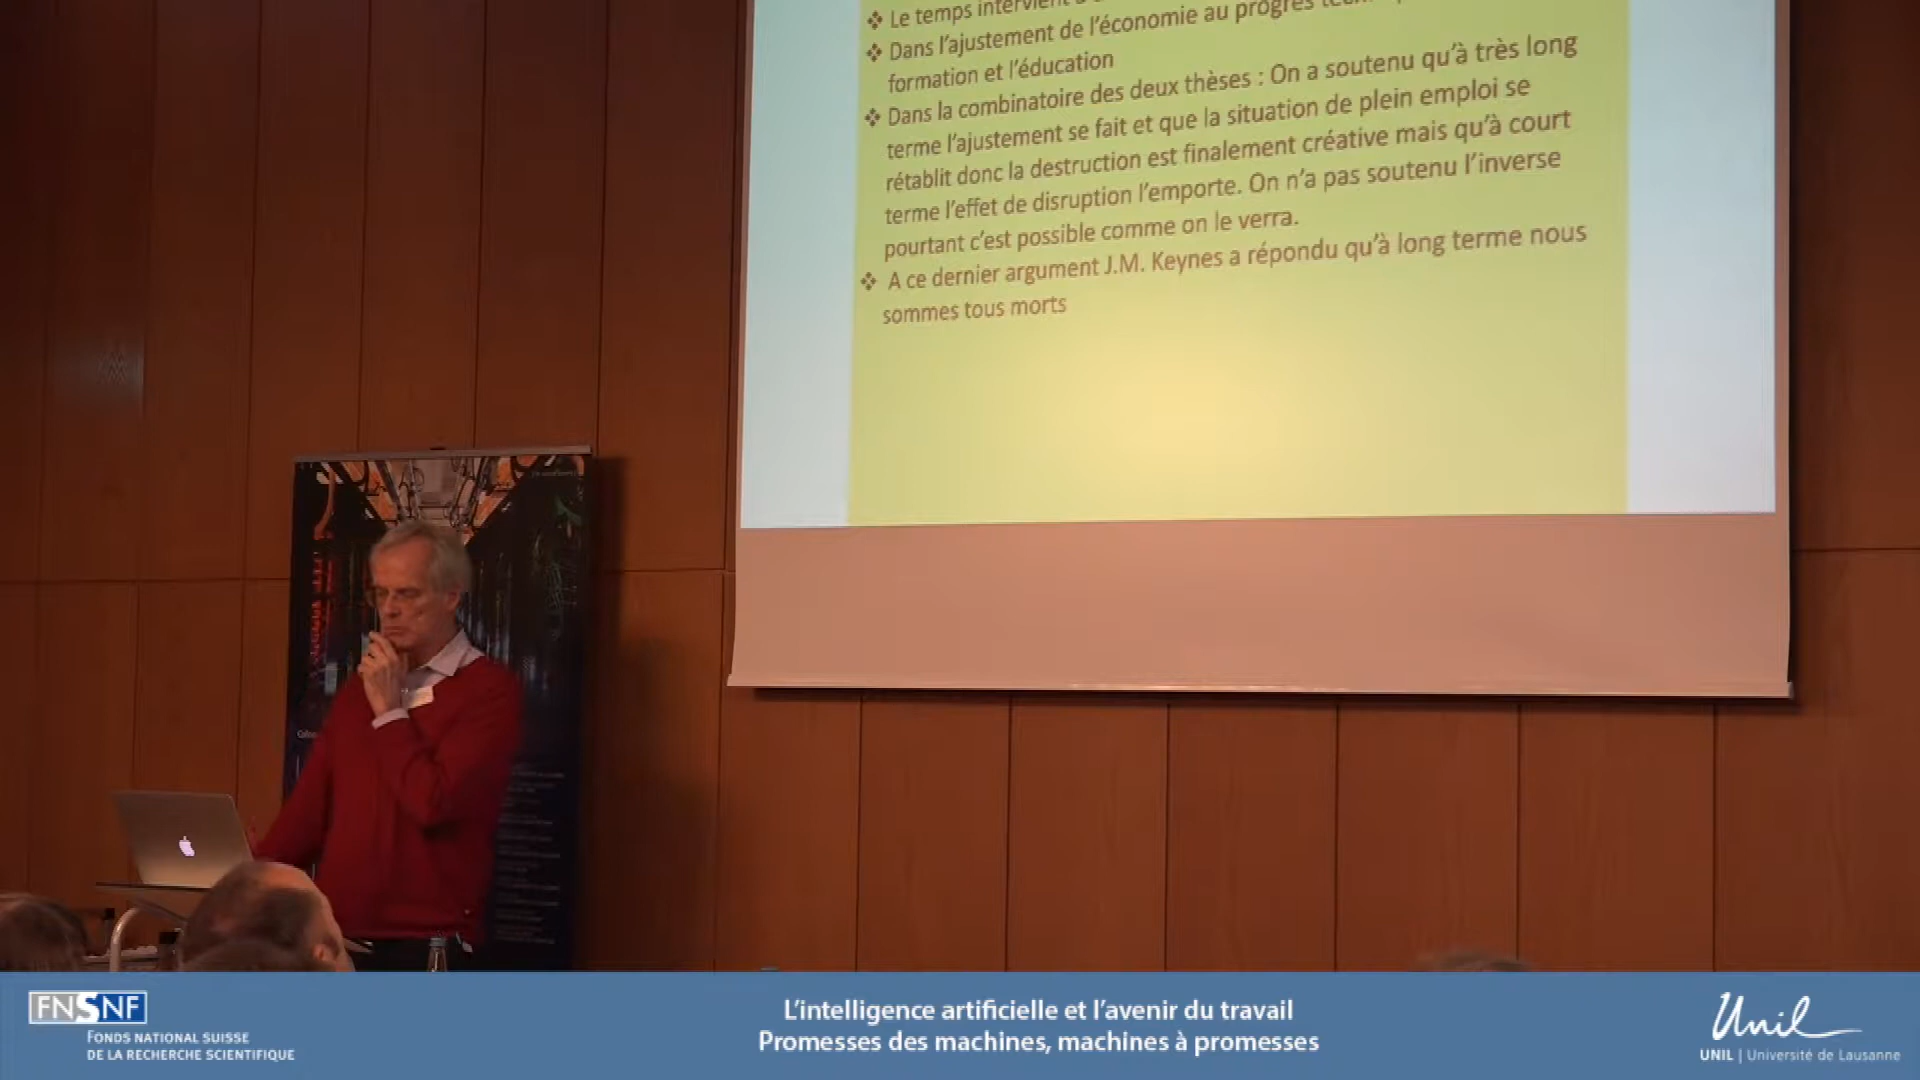 ❖ Le temps intervient
❖ Dans l'ajustement de l'économie au progrès
formation et l'éducation
❖ Dans la combinatoire des deux thèses : On a soutenu qu'à très long
terme l'ajustement se fait et que la situation de plein emploi se
rétablit donc la destruction est finalement créative mais qu'à court
terme l'effet de disruption l'emporte. On n'a pas soutenu l'inverse
pourtant c'est possible comme on le verra.
❖ A ce dernier argument J.M. Keynes a répondu qu'à long terme nous
sommes tous morts
FNSNF
FONDS NATIONAL SUISSE
DE LA RECHERCHE SCIENTIFIQUE
L'intelligence artificielle et l'avenir du travail
Promesses des machines, machines à promesses
Unil
UNIL | Université de Lausanne